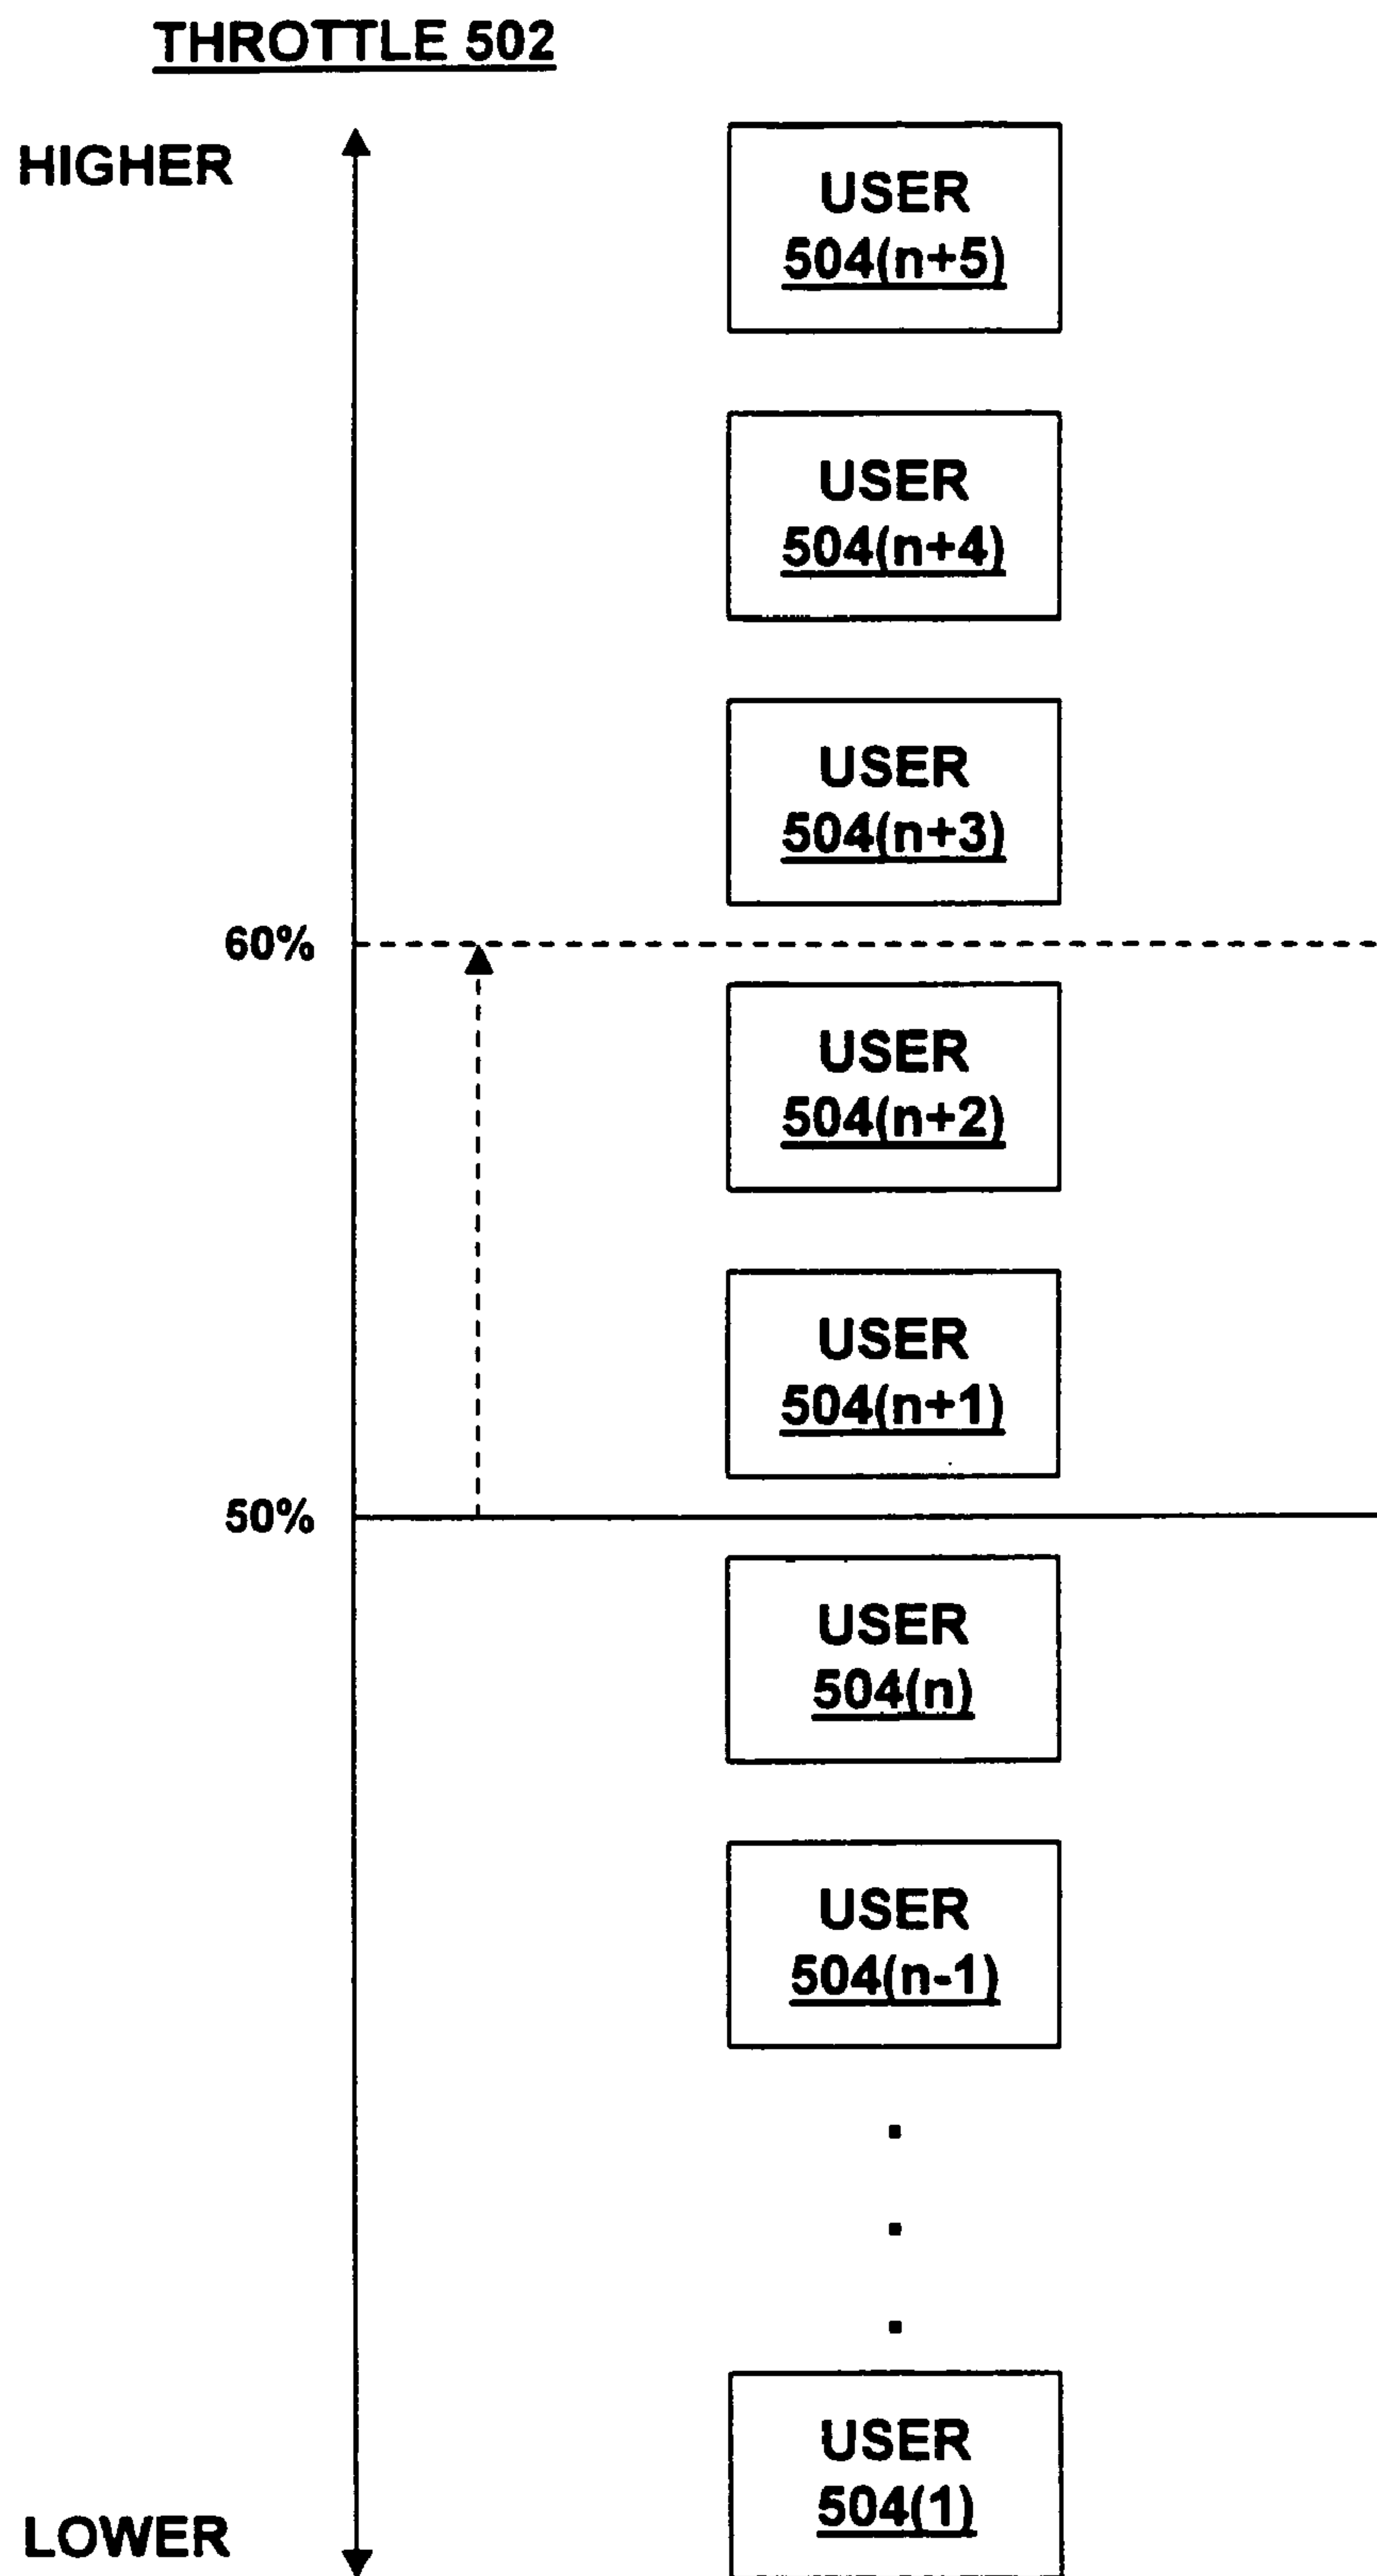 THROTTLE 502
HIGHER
USER
504(n+5)
USER
504(n+4)
USER
504(n+3)
60%
USER
504(n+2)
USER
504(n+1)
50%
USER
504(n)
USER
504(n-1)
USER
504(1)
LOWER